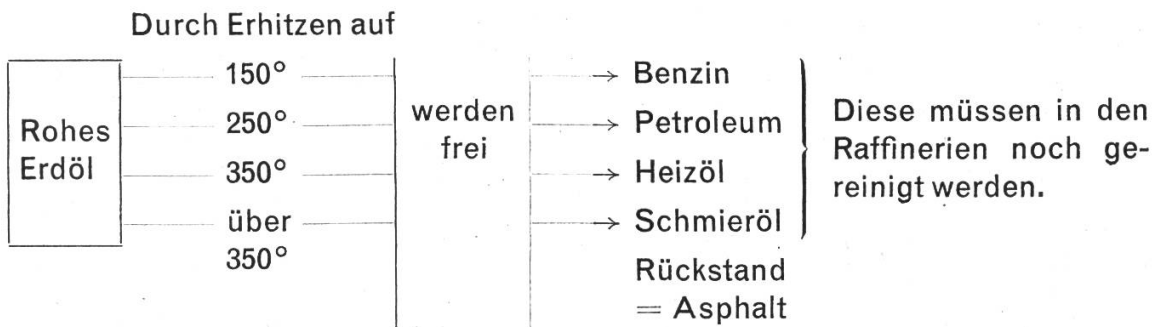 Durch Erhitzen auf
Rohes
Erdöl
150°
250°
350°
über
350°
werden
frei
Benzin
Petroleum
Heizöl
Schmieröl
Rückstand
= Asphalt
Diese müssen in den
Raffinerien noch ge-
reinigt werden.